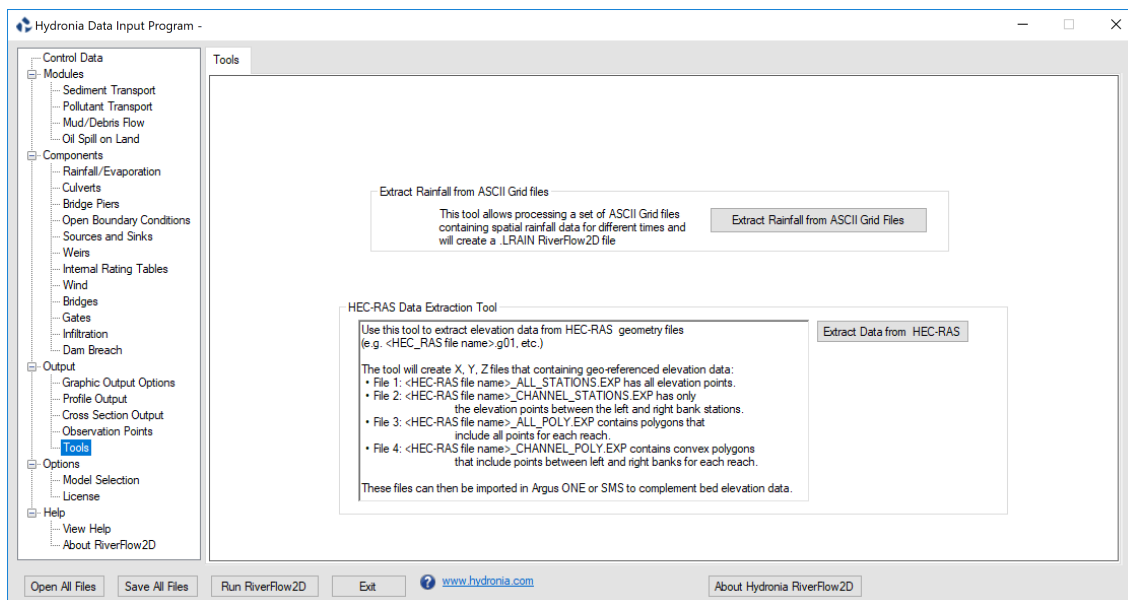 Hydronia Data Input Program -
Control Data
Modules
Sediment Transport
Pollutant Transport
Mud/Debris Flow
Oil Spill on Land
Components
Rainfall/Evaporation
Culverts
Bridge Piers
Open Boundary Conditions
Sources and Sinks
Weirs
Internal Rating Tables
Wind
Bridges
Gates
Infiltration
Dam Breach
Output
Graphic Output Options
Profile Output
Cross Section Output
Observation Points
Tools
Options
Model Selection
License
Help
View Help
About RiverFlow2D
Tools
Extract Rainfall from ASCII Grid files
This tool allows processing a set of ASCII Grid files
containing spatial rainfall data for different times and
will create a .LRAIN RiverFlow2D file
Extract Rainfall from ASCII Grid Files
HEC-RAS Data Extraction Tool
Use this tool to extract elevation data from HEC-RAS geometry files
(e.g. <HEC_RAS file name>.g01, etc.)
The tool will create X, Y, Z files that containing geo-referenced elevation data:
• File 1: <HEC-RAS file name>_ALL_STATIONS.EXP has all elevation points.
• File 2: <HEC-RAS file name>_CHANNEL_STATIONS.EXP has only
the elevation points between the left and right bank stations.
• File 3: <HEC-RAS file name>_ALL_POLY.EXP contains polygons that
include all points for each reach.
• File 4: <HEC-RAS file name>_CHANNEL_POLY.EXP contains convex polygons
that include points between left and right banks for each reach.
These files can then be imported in Argus ONE or SMS to complement bed elevation data.
Extract Data from HEC-RAS
Open All Files
Save All Files
Run RiverFlow2D
Exit
?
www.hydronia.com
About Hydronia RiverFlow2D